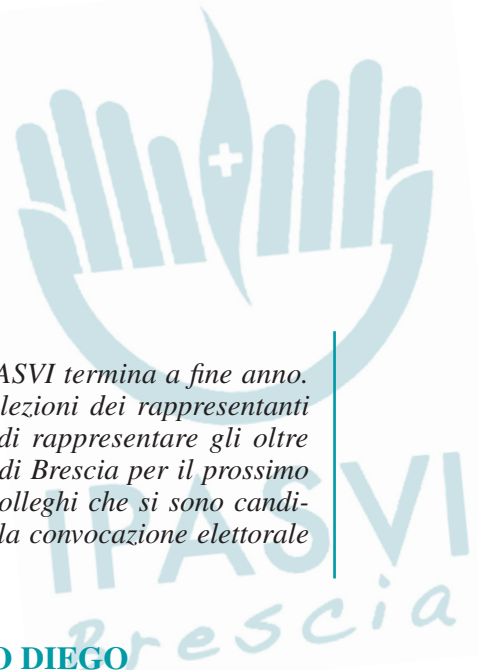 ASVI termina a fine anno.
lezioni dei rappresentanti
di rappresentare gli oltre
di Brescia per il prossimo
olleghi che si sono candi-
la convocazione elettorale
IPASVI
Brescia
O DIEGO